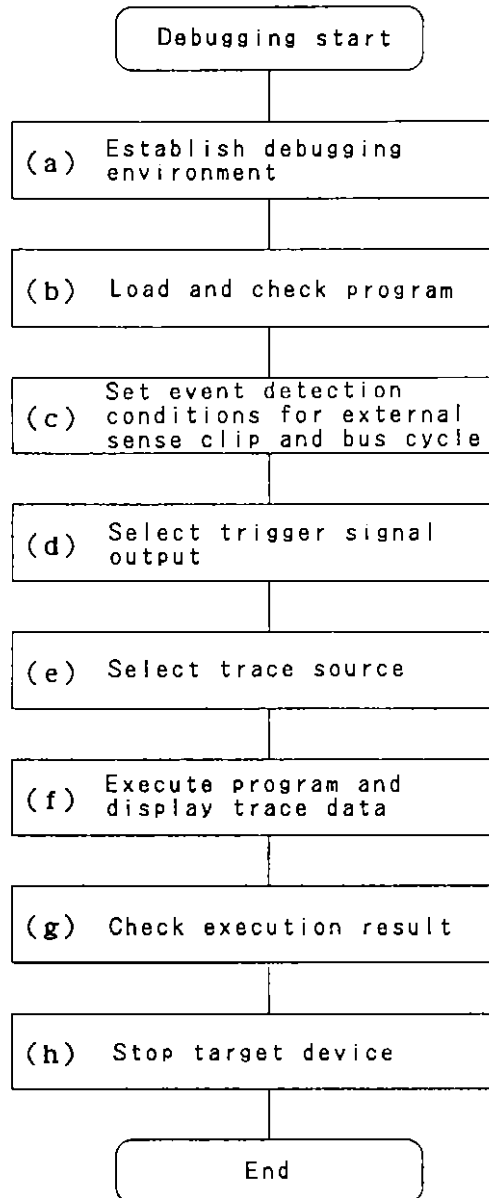 Debugging start
(a) Establish debugging
environment
(b) Load and check program
Set event detection
(c) conditions for external
sense clip and bus cycle
(d) Select trigger signal
output
(e) Select trace source
(f) Execute program and
display trace data
(g) Check execution result
(h) Stop target device
End